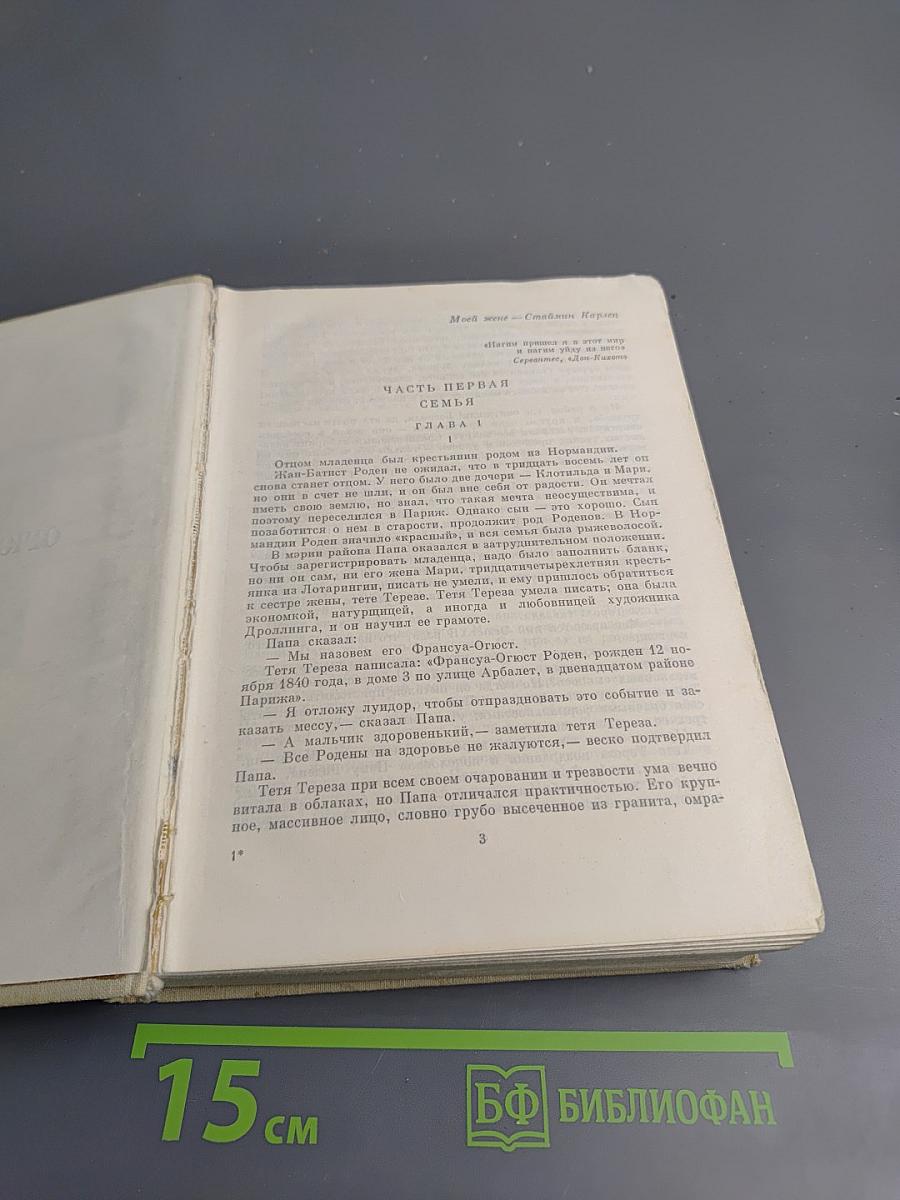 Моей жене — Стаймин Карлен
«Нагим пришел я в этот мир
и нагим уйду из него»
Сервантес, «Дон-Кихот»
ЧАСТЬ ПЕРВАЯ
СЕМЬЯ
ГЛАВА 1
1
Отцом младенца был крестьянин родом из Нормандии.
Жан-Батист Роден не ожидал, что в тридцать восемь лет он
снова станет отцом. У него было две дочери — Клотильда и Мари,
но они в счет не шли, и он был вне себя от радости. Он мечтал
иметь свою землю, но знал, что такая мечта неосуществима, и
поэтому переселился в Париж. Однако сын — это хорошо. Сын
позаботится о нем в старости, продолжит род Роденов. В Нор-
мандии Роден значило «красный», и вся семья была рыжеволосой.
В мэрии района Папа оказался в затруднительном положении.
Чтобы зарегистрировать младенца, надо было заполнить бланк,
но ни он сам, ни его жена Мари, тридцатичетырехлетняя кресть-
янка из Лотарингии, писать не умели, и ему пришлось обратиться
к сестре жены, тете Терезе. Тетя Тереза умела писать; она была
экономкой, натурщицей, а иногда и любовницей художника
Дроллинга, и он научил ее грамоте.
Папа сказал:
— Мы назовем его Франсуа-Огюст.
Тетя Тереза написала: «Франсуа-Огюст Роден, рожден 12 но-
ября 1840 года, в доме 3 по улице Арбалет, в двенадцатом районе
Парижа».
— Я отложу луидор, чтобы отпраздновать это событие и за-
казать мессу,— сказал Папа.
— А мальчик здоровенький,— заметила тетя Тереза.
— Все Родены на здоровье не жалуются,— веско подтвердил
Папа.
Тетя Тереза при всем своем очаровании и трезвости ума вечно
витала в облаках, но Папа отличался практичностью. Его круп-
ное, массивное лицо, словно грубо высеченное из гранита, омра-
3
1*
15 см
БФ БИБЛИОФАН